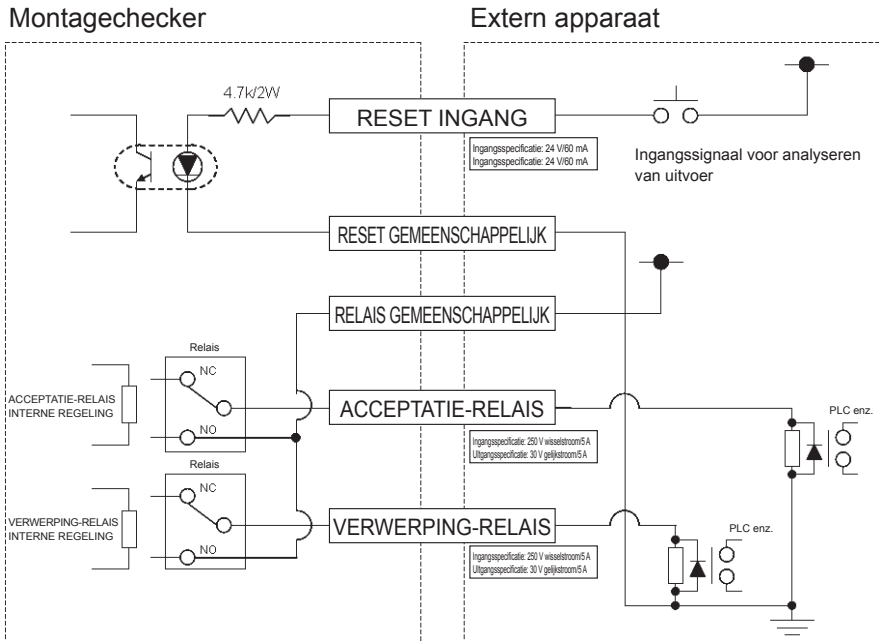 Montagechecker
Extern apparaat
4.7k/2W
RESET INGANG
Ingangsspecificatie: 24 V/60 mA
Ingangsspecificatie: 24 V/60 mA
Ingangssignaal voor analyseren
van uitvoer
RESET GEMEENSCHAPPELIJK
RELAIS GEMEENSCHAPPELIJK
Relais
NC
ACCEPTATIE-RELAIS
INTERNE REGELING
NO
ACCEPTATIE-RELAIS
Ingangsspecificatie: 250 V wisselstroom/5 A
Uitgangsspecificatie: 30 V gelijkstroom/5 A
PLC enz.
Relais
NC
VERWERPING-RELAIS
INTERNE REGELING
NO
VERWERPING-RELAIS
Ingangsspecificatie: 250 V wisselstroom/5 A
Uitgangsspecificatie: 30 V gelijkstroom/5 A
PLC enz.